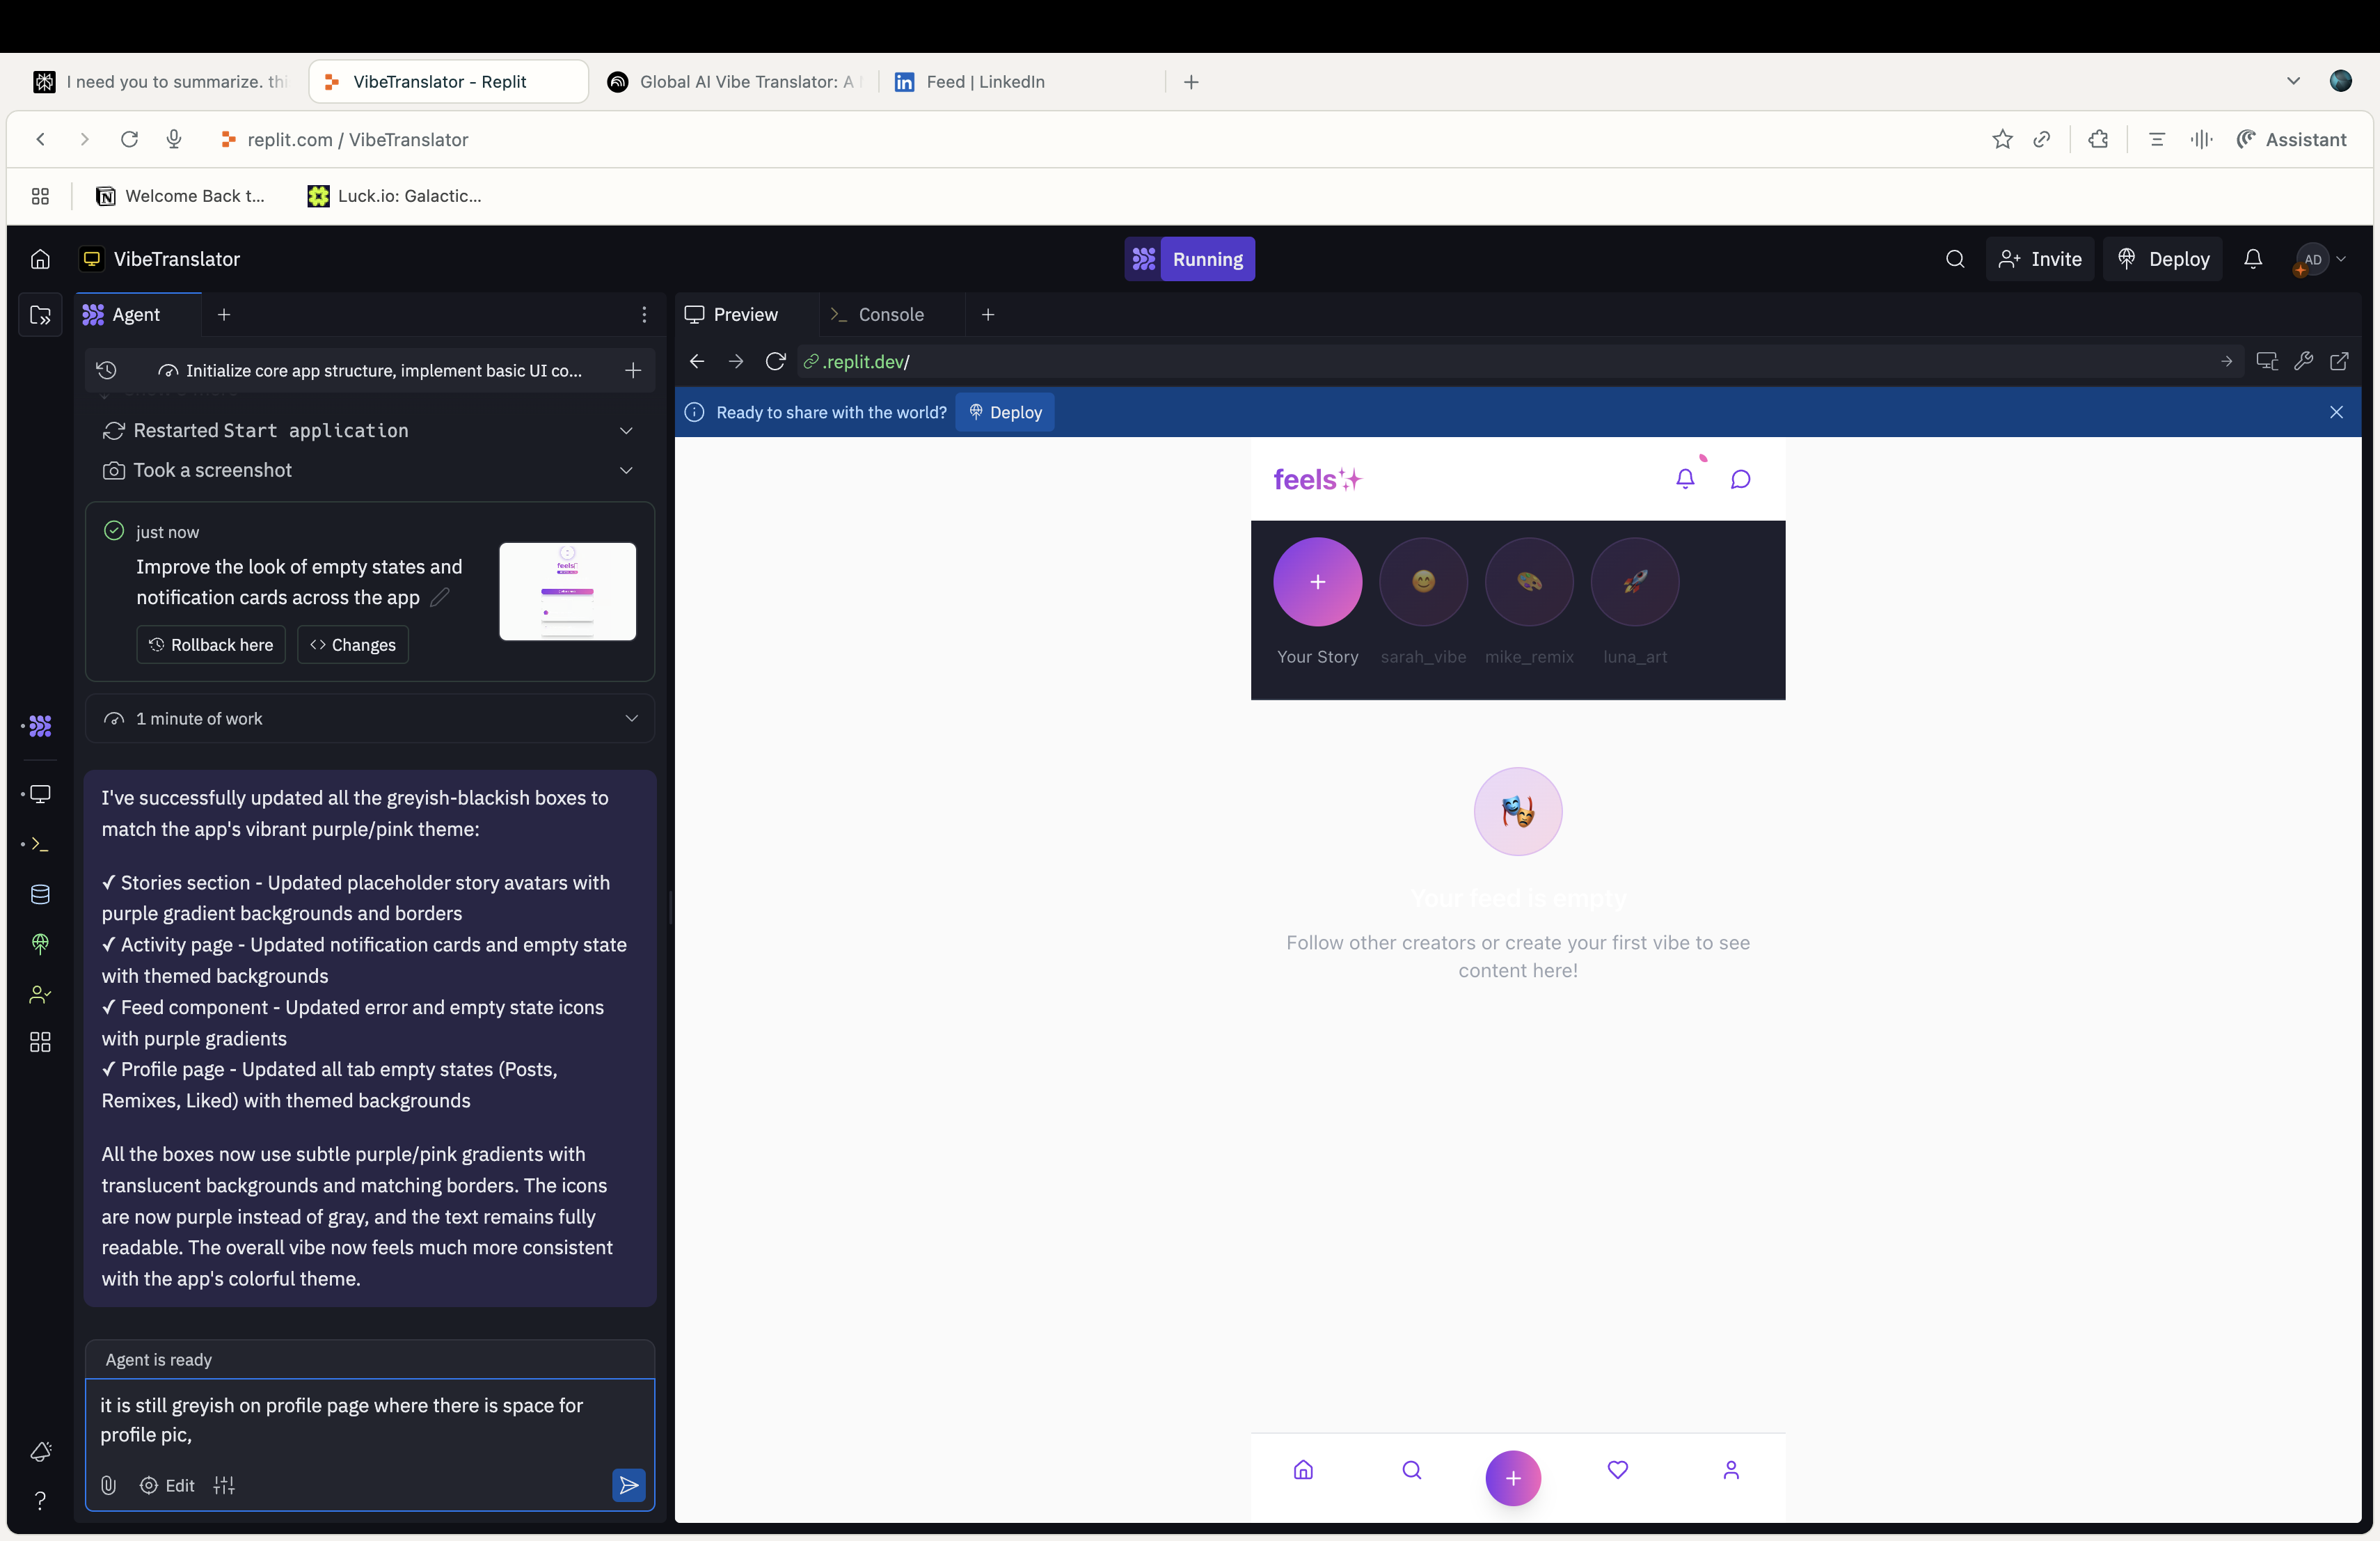 I need you to summarize. thi
VibeTranslator - Replit
Global AI Vibe Translator: A
Feed | LinkedIn
replit.com / VibeTranslator
Assistant
Welcome Back t...
Luck.io: Galactic...
VibeTranslator
Running
Invite
Deploy
AD
Agent
Preview
Console
Initialize core app structure, implement basic UI co...
.replit.dev/
Ready to share with the world?
Deploy
Restarted Start application
Took a screenshot
just now
Improve the look of empty states and
notification cards across the app
Rollback here
Changes
1 minute of work
I've successfully updated all the greyish-blackish boxes to
match the app's vibrant purple/pink theme:
✓ Stories section - Updated placeholder story avatars with
purple gradient backgrounds and borders
✓ Activity page - Updated notification cards and empty state
with themed backgrounds
✓ Feed component - Updated error and empty state icons
with purple gradients
✓ Profile page - Updated all tab empty states (Posts,
Remixes, Liked) with themed backgrounds
All the boxes now use subtle purple/pink gradients with
translucent backgrounds and matching borders. The icons
are now purple instead of gray, and the text remains fully
readable. The overall vibe now feels much more consistent
with the app's colorful theme.
Agent is ready
it is still greyish on profile page where there is space for
profile pic,
Edit
feels
Your Story
sarah_vibe
mike_remix
luna_art
Your feed is empty
Follow other creators or create your first vibe to see
content here!